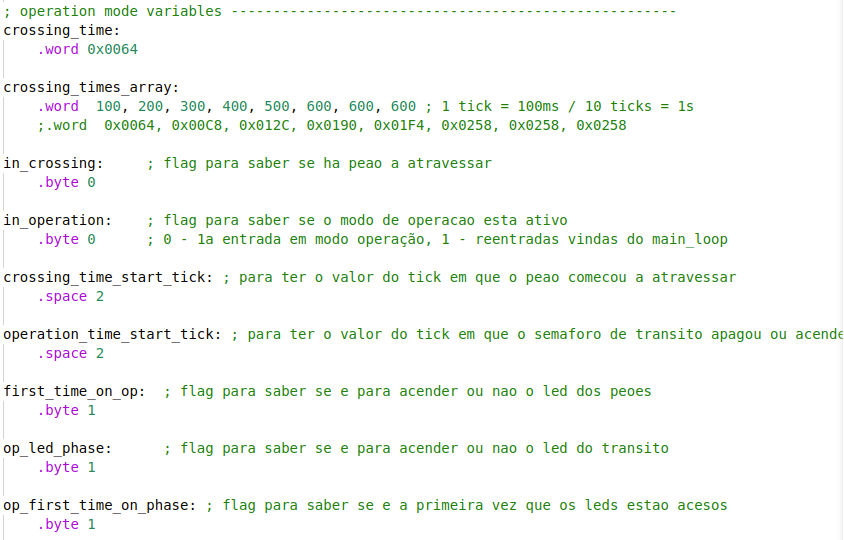 ; operation mode variables -----------------------------------------------------
crossing_time:
.word 0x0064
crossing_times_array:
.word  100, 200, 300, 400, 500, 600, 600, 600 ; 1 tick = 100ms / 10 ticks = 1s
;.word  0x0064, 0x00C8, 0x012C, 0x0190, 0x01F4, 0x0258, 0x0258, 0x0258
in_crossing:     ; flag para saber se ha peao a atravessar
.byte 0
in_operation:    ; flag para saber se o modo de operacao esta ativo
.byte 0      ; 0 - 1a entrada em modo operação, 1 - reentradas vindas do main_loop
crossing_time_start_tick: ; para ter o valor do tick em que o peao comecou a atravessar
.space 2
operation_time_start_tick: ; para ter o valor do tick em que o semaforo de transito apagou ou acende
.space 2
first_time_on_op:  ; flag para saber se e para acender ou nao o led dos peoes
.byte 1
op_led_phase:      ; flag para saber se e para acender ou nao o led do transito
.byte 1
op_first_time_on_phase: ; flag para saber se e a primeira vez que os leds estao acesos
.byte 1